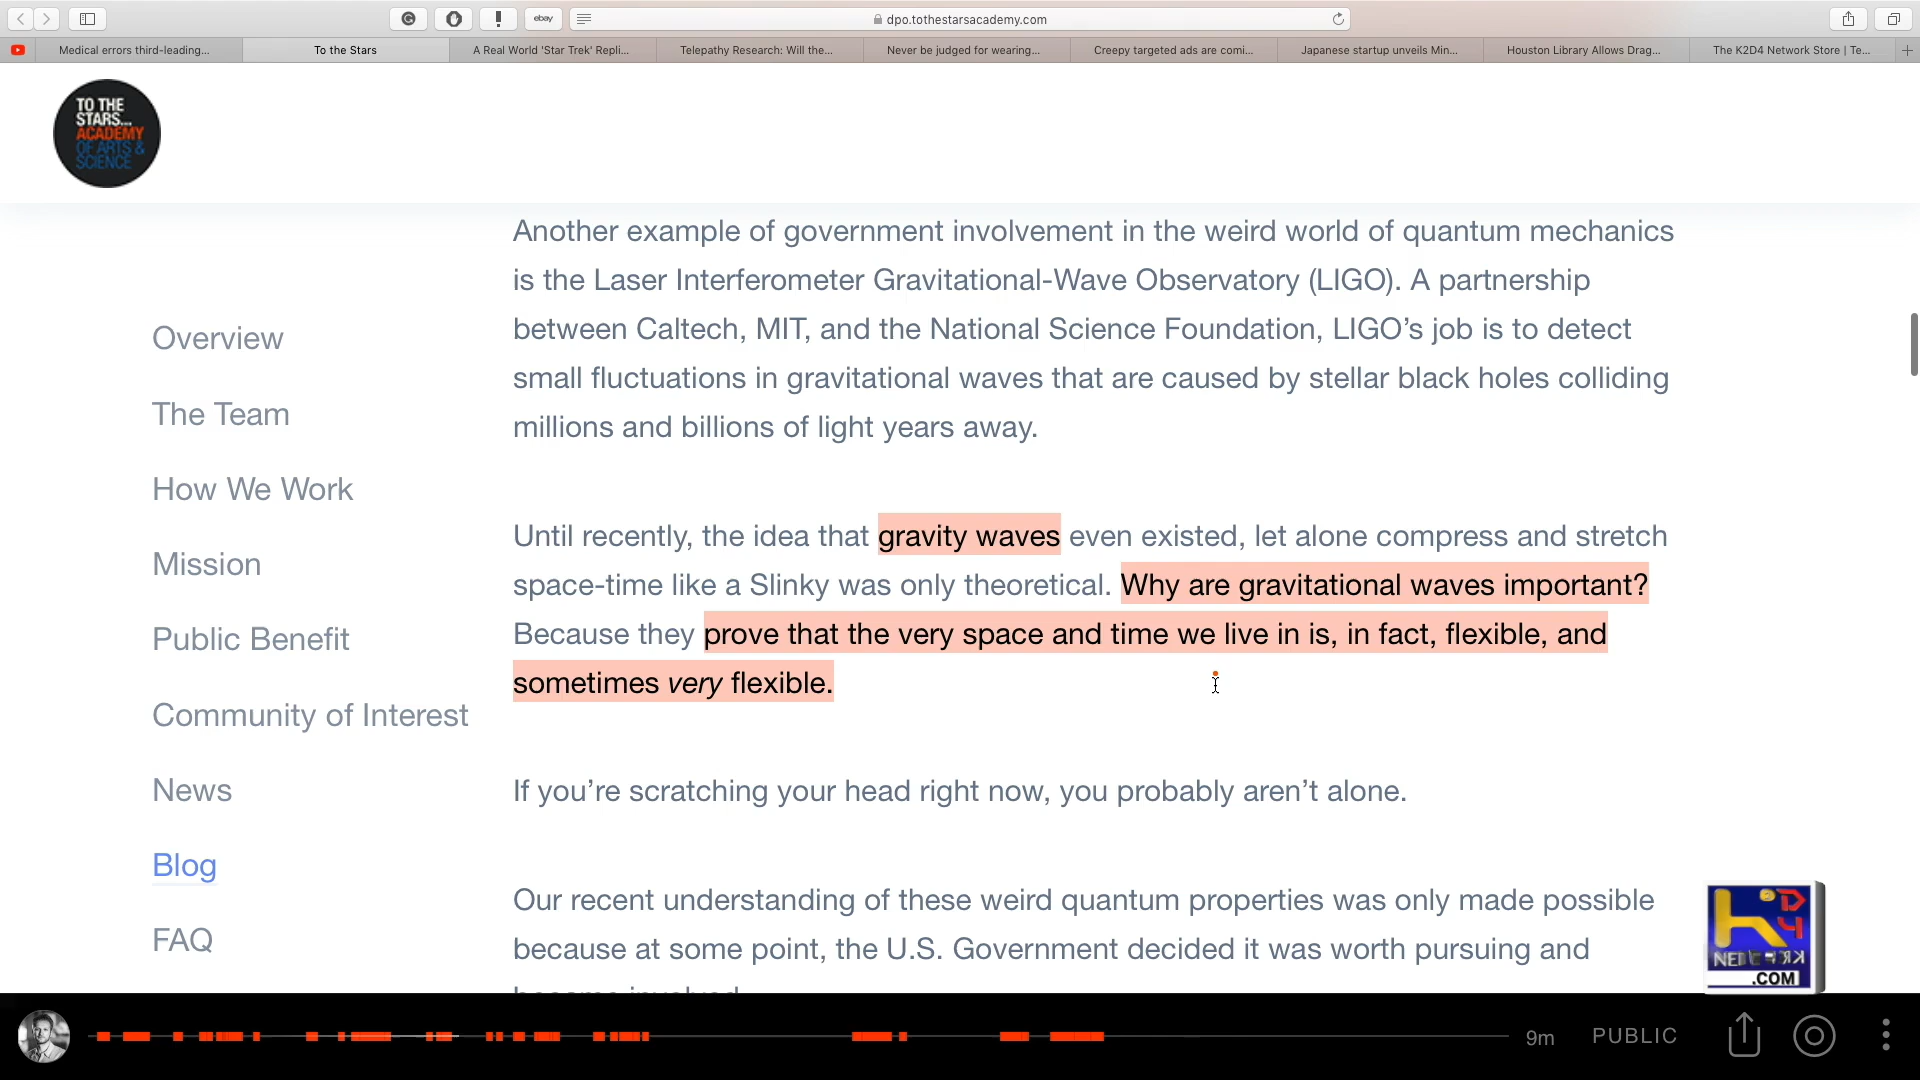 ebay
dpo.tothestarsacademy.com
Medical errors third-leading...
To the Stars
A Real World 'Star Trek' Repli...
Telepathy Research: Will the...
Never be judged for wearing...
Creepy targeted ads are comi...
Japanese startup unveils Min...
Houston Library Allows Drag...
The K2D4 Network Store | Te...
TO THE
STARS...
ACADEMY
OF ARTS &
SCIENCE
Overview
The Team
How We Work
Mission
Public Benefit
Community of Interest
News
Blog
FAQ
Another example of government involvement in the weird world of quantum mechanics
is the Laser Interferometer Gravitational-Wave Observatory (LIGO). A partnership
between Caltech, MIT, and the National Science Foundation, LIGO’s job is to detect
small fluctuations in gravitational waves that are caused by stellar black holes colliding
millions and billions of light years away.
Until recently, the idea that gravity waves even existed, let alone compress and stretch
space-time like a Slinky was only theoretical. Why are gravitational waves important?
Because they prove that the very space and time we live in is, in fact, flexible, and
sometimes very flexible.
If you’re scratching your head right now, you probably aren’t alone.
Our recent understanding of these weird quantum properties was only made possible
because at some point, the U.S. Government decided it was worth pursuing and
.COM
9m
PUBLIC